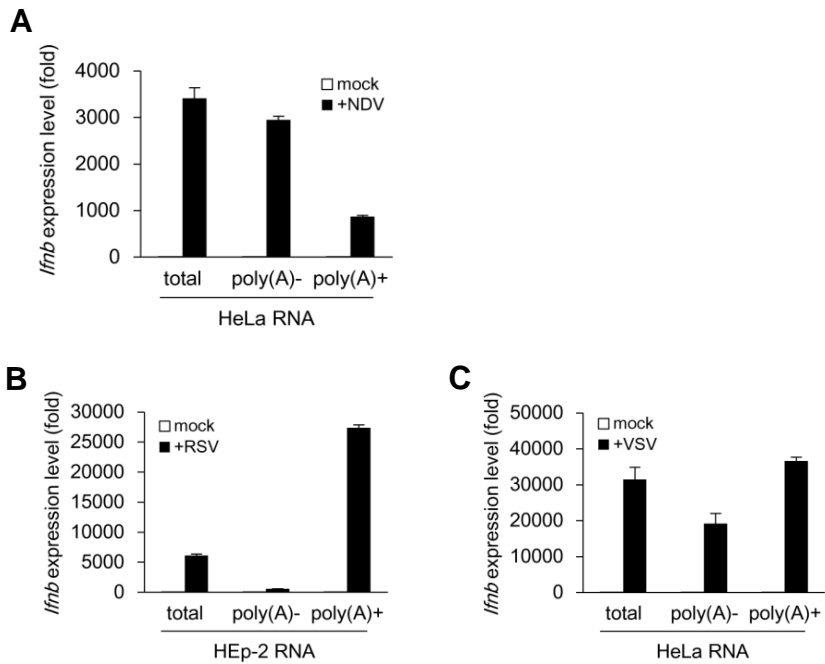 A
Ifnb expression level (fold)
4000
3000
2000
1000
0
mock
+NDV
total poly(A)- poly(A)+
HeLa RNA
B
Ifnb expression level (fold)
30000
25000
20000
15000
10000
5000
0
mock
+RSV
total poly(A)- poly(A)+
HEp-2 RNA
C
Ifnb expression level (fold)
50000
40000
30000
20000
10000
0
mock
+VSV
total poly(A)- poly(A)+
HeLa RNA